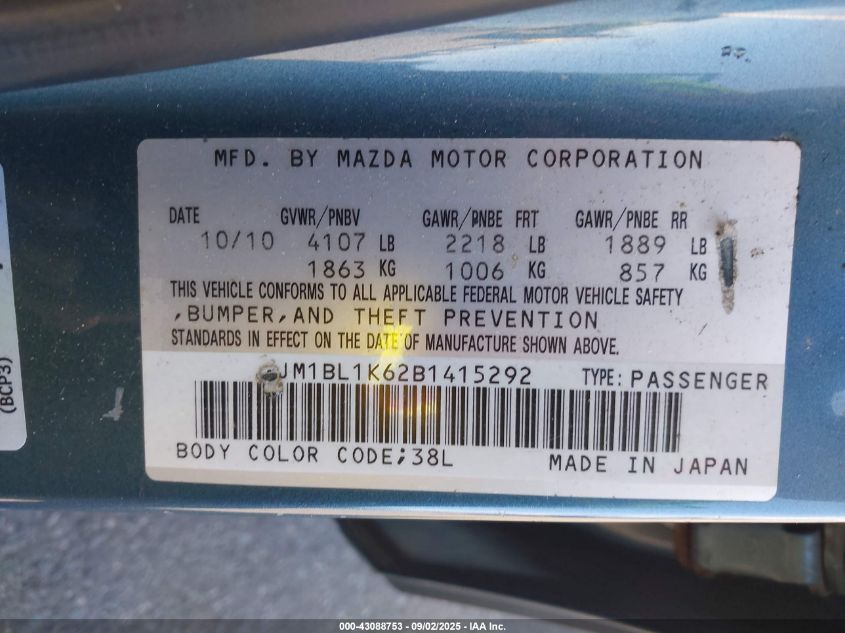 MFD. BY MAZDA MOTOR CORPORATION
DATE GVWR/PNBV GAWR/PNBE FRT GAWR/PNBE RR
10/10 4107 LB 2218 LB 1889 LB
1863 KG 1006 KG 857 KG
THIS VEHICLE CONFORMS TO ALL APPLICABLE FEDERAL MOTOR VEHICLE SAFETY
,BUMPER,AND THEFT PREVENTION
STANDARDS IN EFFECT ON THE DATE OF MANUFACTURE SHOWN ABOVE.
JM1BL1K62B1415292 TYPE: PASSENGER
BODY COLOR CODE;38L MADE IN JAPAN
(BCP3)
000-43088753 - 09/02/2025 - IAA Inc.